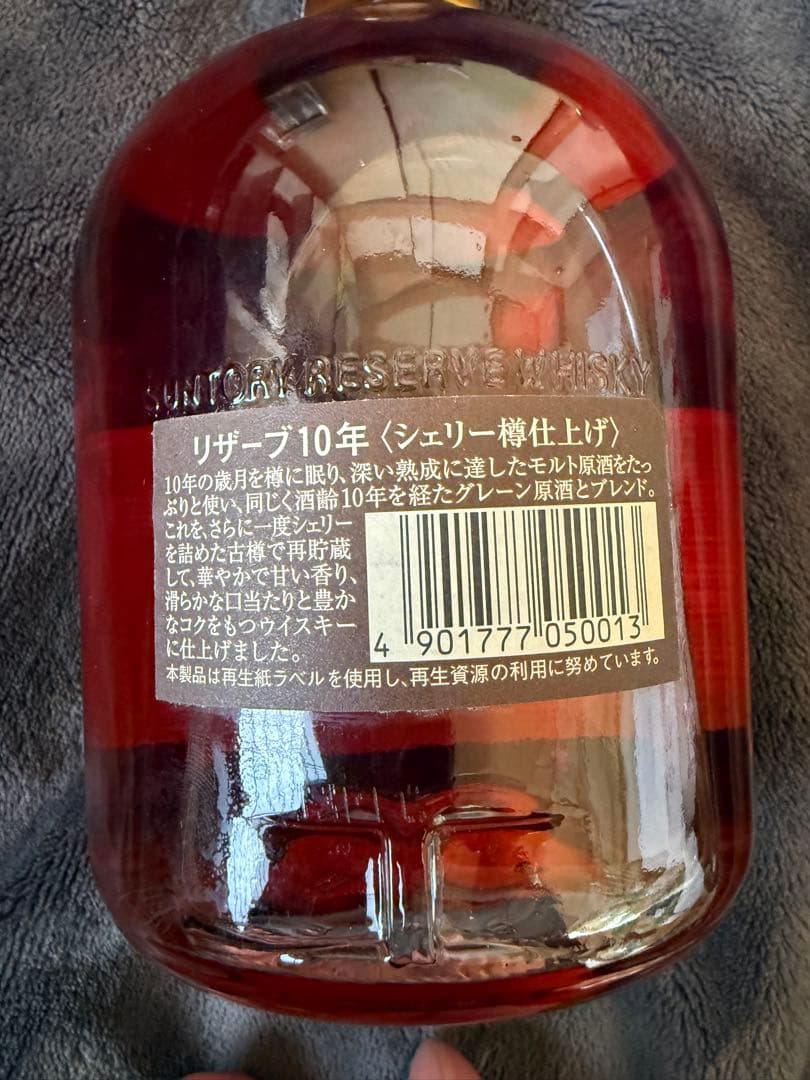 SUNTORY RESERVE WHISKY
リザーブ10年〈シェリー樽仕上げ〉
10年の歳月を樽に眠り、深い熟成に達したモルト原酒をたっ
ぷりと使い、同じく酒齢10年を経たグレーン原酒とブレンド。
これを、さらに一度シェリー
を詰めた古樽で再貯蔵
して、華やかで甘い香り、
滑らかな口当たりと豊か
なコクをもつウイスキー
に仕上げました。
4 901777 050013
本製品は再生紙ラベルを使用し、再生資源の利用に努めています。